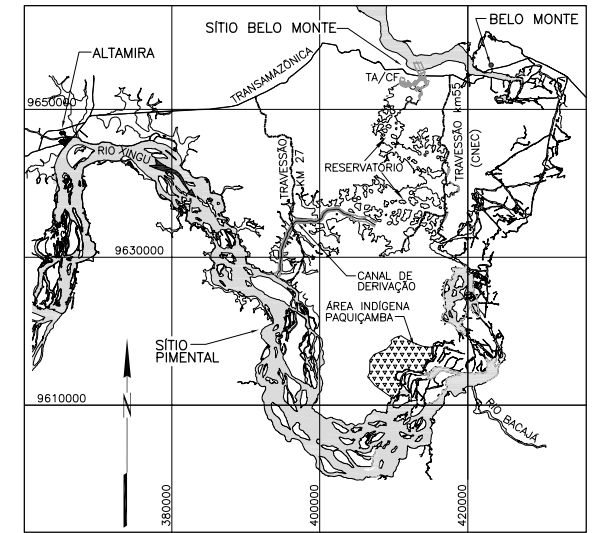 SÍTIO BELO MONTE
BELO MONTE
ALTAMIRA
TRANSAMAZÔNICA
TA/CF
9650000
RIO XINGU
TRAVESSÃO
KM 27
RESERVATÓRIO
TRAVESSÃO km55
(CNEC)
9630000
CANAL DE
DERIVAÇÃO
ÁREA INDÍGENA
PAQUIÇAMBA
SÍTIO
PIMENTAL
9610000
N
RIO BACAJÁ
380000
400000
420000